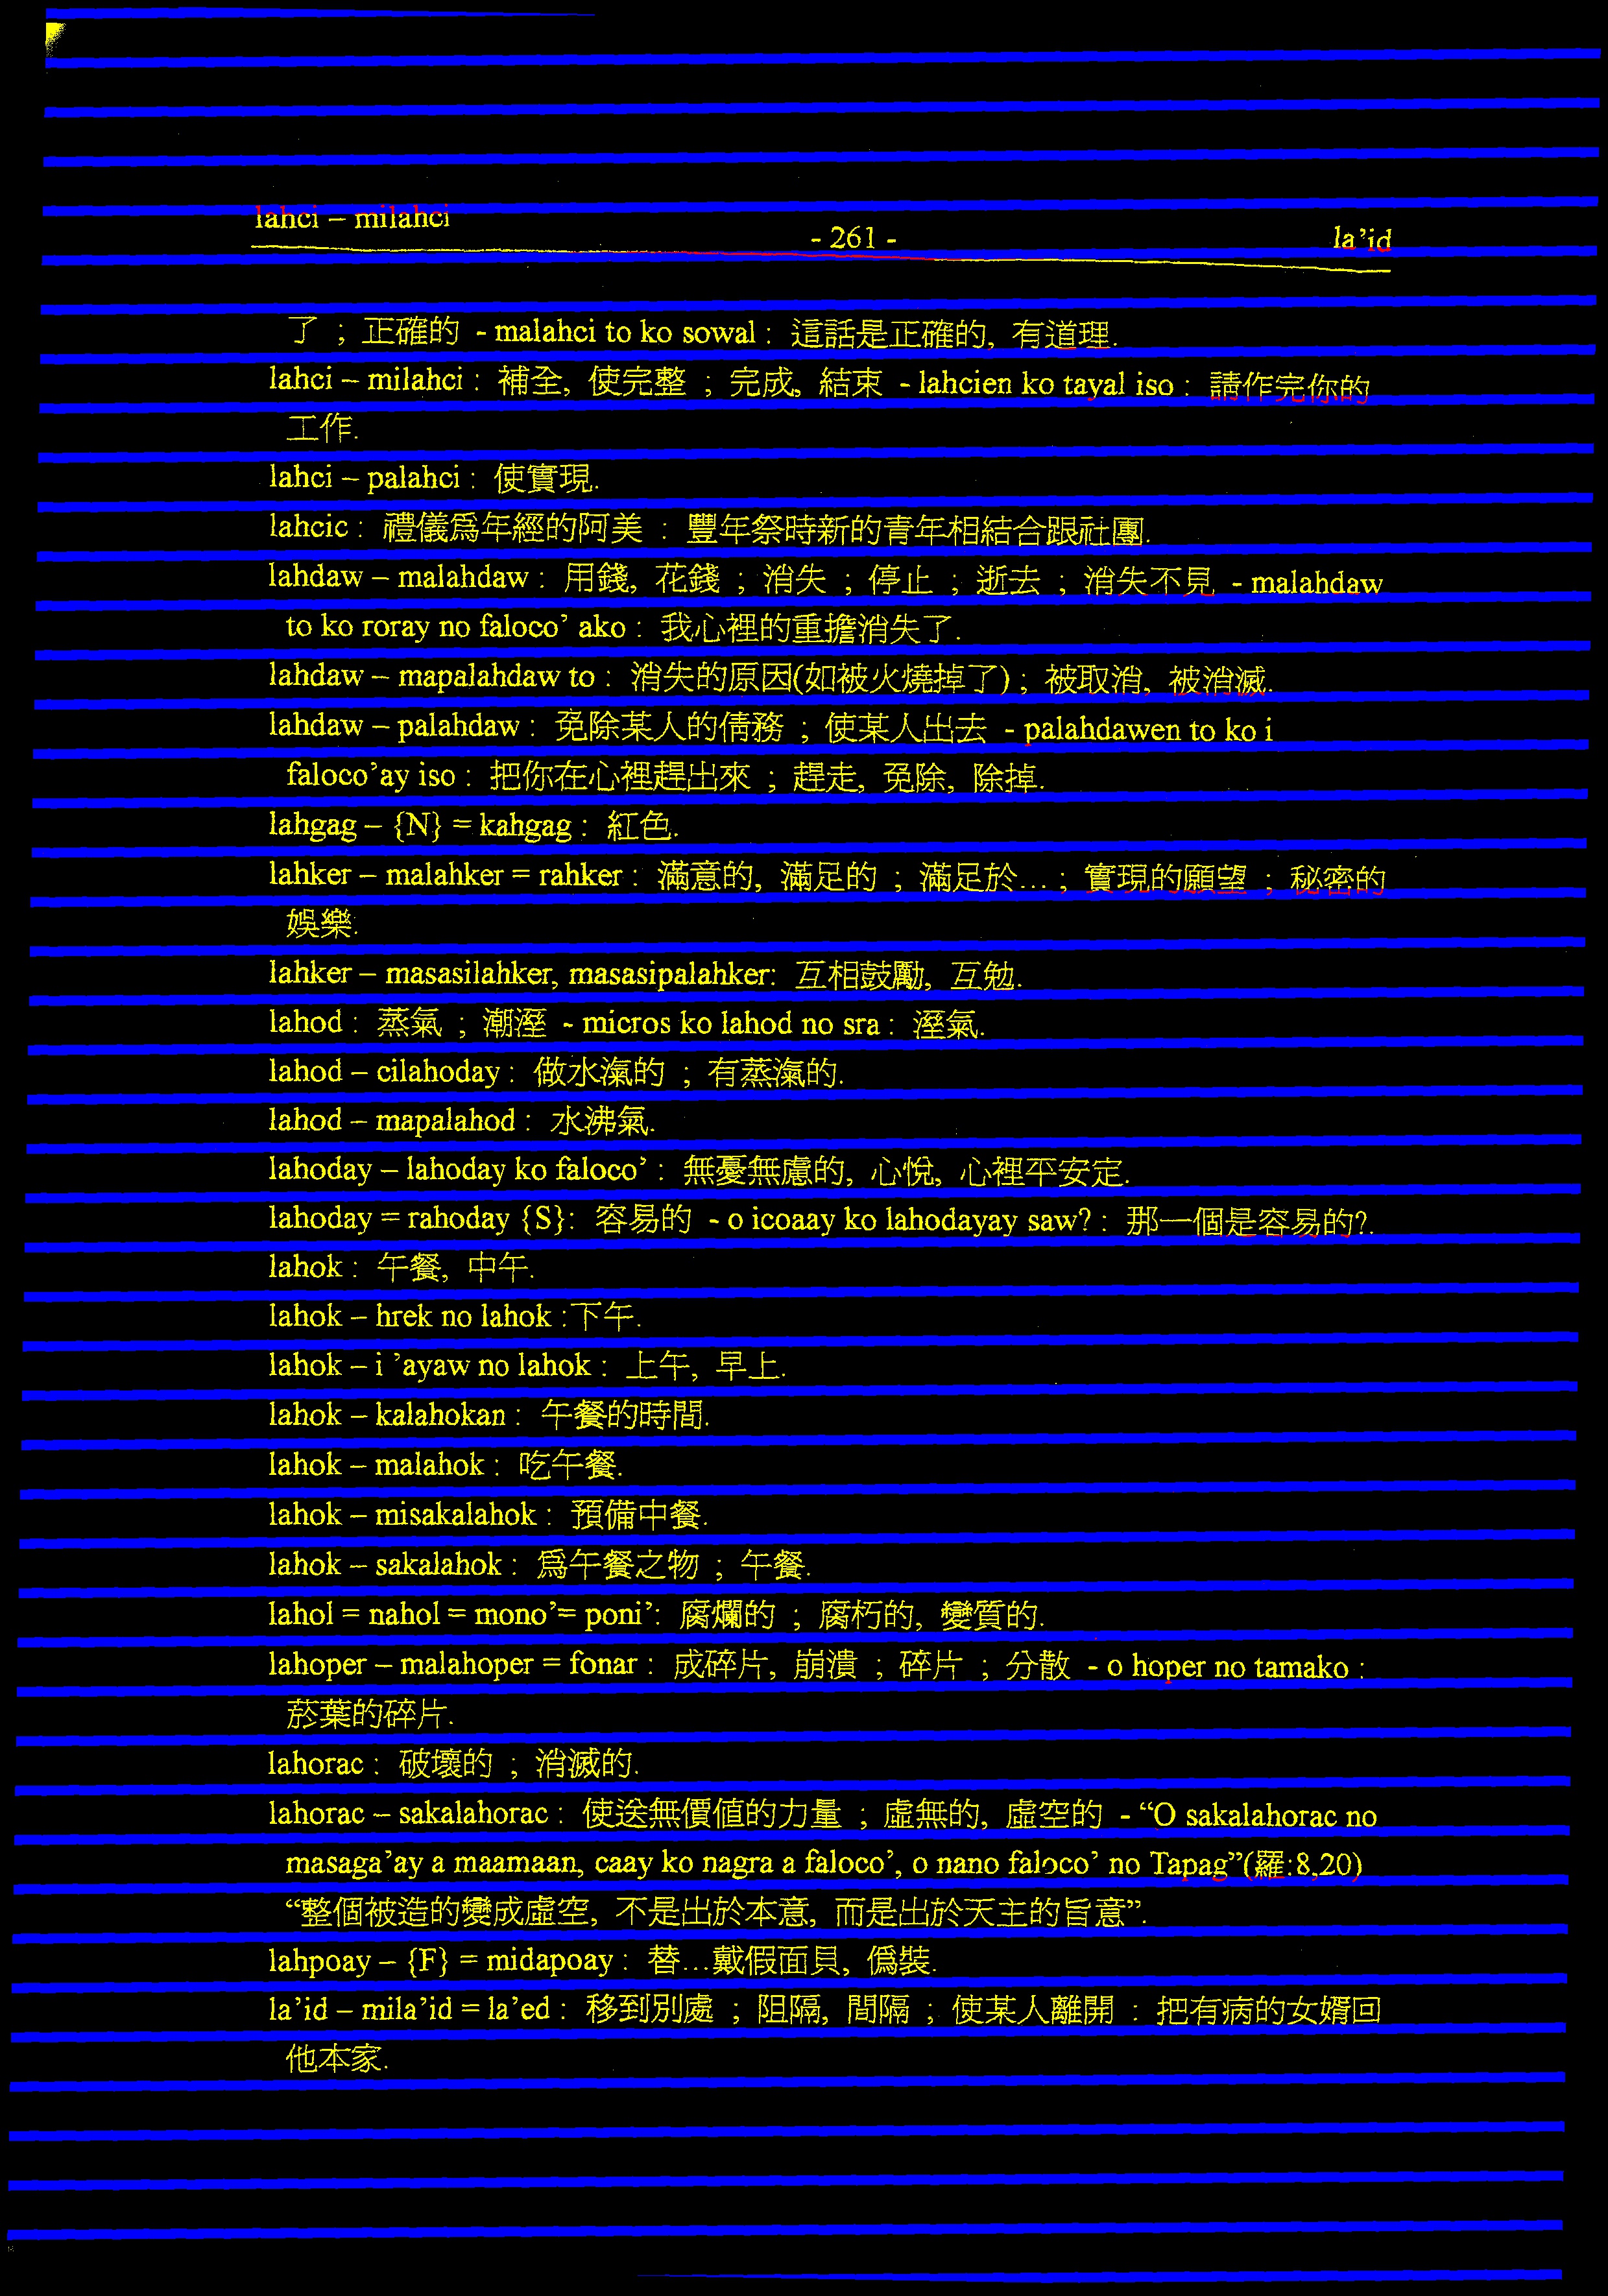 lahci – milahci - 261 - la’id
了 ; 正確的 - malahci to ko sowal : 這話是正確的, 有道理.
lahci – milahci : 補全, 使完整 ; 完成, 結束 - lahcien ko tayal iso : 請作完你的
工作.
lahci – palahci : 使實現.
lahcic : 禮儀爲年經的阿美 : 豐年祭時新的青年相結合跟社團.
lahdaw – malahdaw : 用錢, 花錢 ; 消失 ; 停止 ; 逝去 ; 消失不見 - malahdaw
to ko roray no faloco’ ako : 我心裡的重擔消失了.
lahdaw – mapalahdaw to : 消失的原因(如被火燒掉了) ; 被取消, 被消滅.
lahdaw – palahdaw : 免除某人的債務 ; 使某人出去 - palahdawen to ko i
faloco’ay iso : 把你在心裡趕出來 ; 趕走, 免除, 除掉.
lahgag – {N} = kahgag : 紅色.
lahker – malahker = rahker : 滿意的, 滿足的 ; 滿足於… ; 實現的願望 ; 秘密的
娛樂.
lahker – masasilahker, masasipalahker: 互相鼓勵, 互勉.
lahod : 蒸氣 ; 潮溼 - micros ko lahod no sra : 溼氣.
lahod – cilahoday : 做水滊的 ; 有蒸滊的.
lahod – mapalahod : 水沸氣.
lahoday – lahoday ko faloco’ : 無憂無慮的, 心悅, 心裡平安定.
lahoday = rahoday {S}: 容易的 - o icoaay ko lahodayay saw? : 那一個是容易的?.
lahok : 午餐, 中午.
lahok – hrek no lahok :下午.
lahok – i ’ayaw no lahok : 上午, 早上.
lahok – kalahokan : 午餐的時間.
lahok – malahok : 吃午餐.
lahok – misakalahok : 預備中餐.
lahok – sakalahok : 爲午餐之物 ; 午餐.
lahol = nahol = mono’= poni’: 腐爛的 ; 腐朽的, 變質的.
lahoper – malahoper = fonar : 成碎片, 崩潰 ; 碎片 ; 分散 - o hoper no tamako :
菸葉的碎片.
lahorac : 破壞的 ; 消滅的.
lahorac – sakalahorac : 使送無價值的力量 ; 虛無的, 虛空的 - “O sakalahorac no
masaga’ay a maamaan, caay ko nagra a faloco’, o nano faloco’ no Tapag”(羅:8,20)
“整個被造的變成虛空, 不是出於本意, 而是出於天主的旨意”.
lahpoay – {F} = midapoay : 替…戴假面貝, 僞裝.
la’id – mila’id = la’ed : 移到別處 ; 阻隔, 間隔 ; 使某人離開 : 把有病的女婿回
他本家.